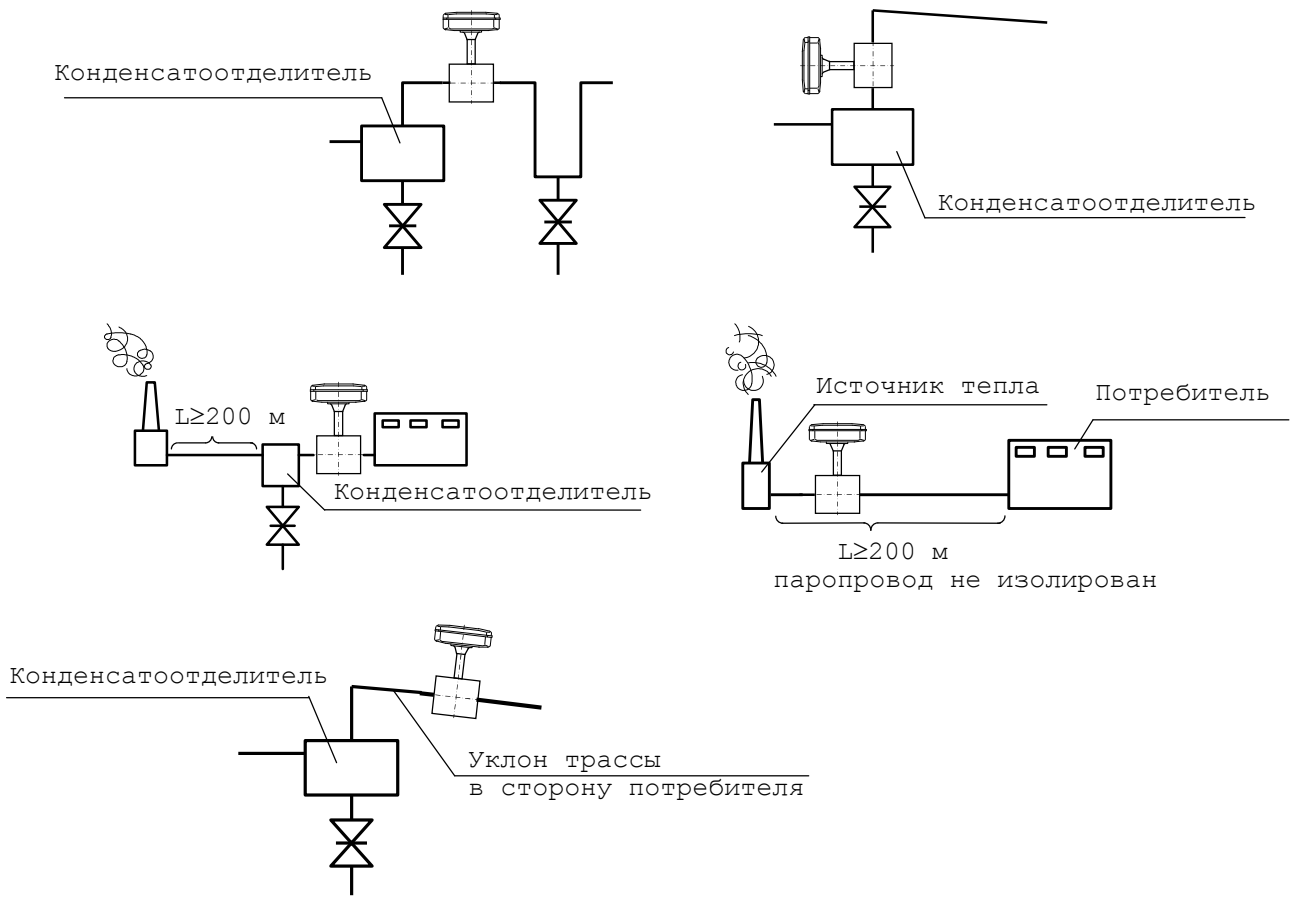 Конденсатоотделитель
Конденсатоотделитель
L≥200 м
Конденсатоотделитель
Источник тепла
Потребитель
L≥200 м
паропровод не изолирован
Конденсатоотделитель
Уклон трассы
в сторону потребителя